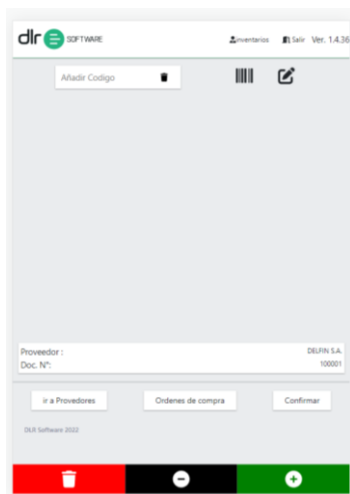 dlr SOFTWARE
Inventarios Salir Ver. 1.4.36
Añadir Codigo
Proveedor : DELFIN S.A.
Doc. N°: 100001
ir a Provedores Ordenes de compra Confirmar
DLR Software 2022